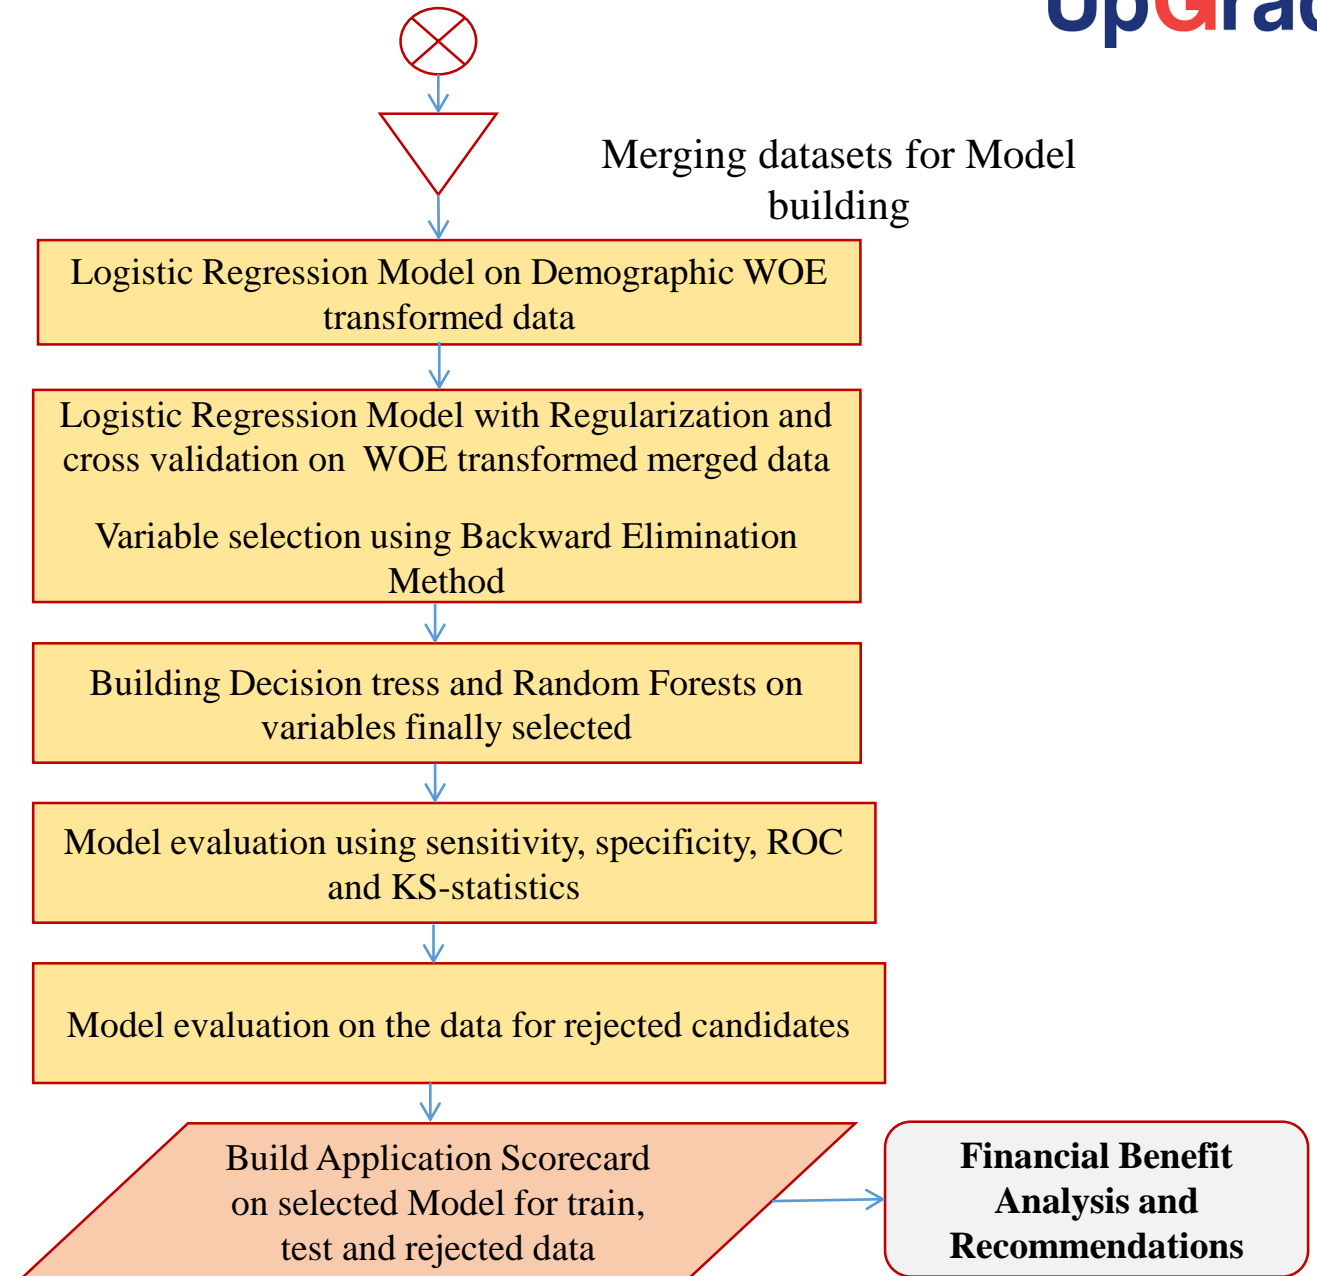 UpGrad
Merging datasets for Model
building
Logistic Regression Model on Demographic WOE
transformed data
Logistic Regression Model with Regularization and
cross validation on WOE transformed merged data
Variable selection using Backward Elimination
Method
Building Decision tress and Random Forests on
variables finally selected
Model evaluation using sensitivity, specificity, ROC
and KS-statistics
Model evaluation on the data for rejected candidates
Build Application Scorecard
on selected Model for train,
test and rejected data
Financial Benefit
Analysis and
Recommendations